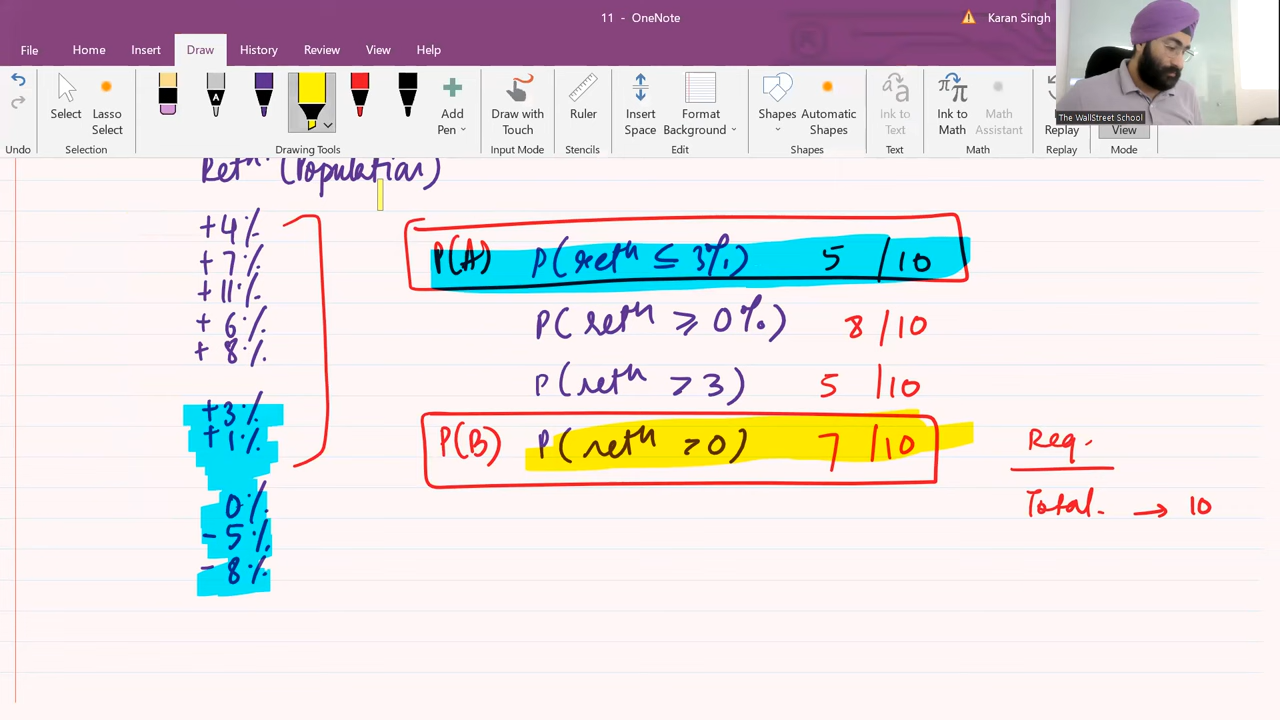 11 - OneNote
Karan Singh
File Home Insert Draw History Review View Help
Undo
Select
Lasso Select
Add Pen
Draw with Touch
Ruler
Insert Space
Format Background
Shapes
Automatic Shapes
Ink to Text
Ink to Math
Math Assistant
Replay
View
Selection Drawing Tools Input Mode Stencils Edit Shapes Text Math Replay Mode
The WallStreet School
Retn. (Population)
+4%
+7%
+11%
+6%
+8%
+3%
+1%
0%
-5%
-8%
P(A) P(retn ≤ 3%) 5/10
P(retn ≥ 0%) 8/10
P(retn > 3) 5/10
P(B) P(retn >0) 7/10
Req.
Total. → 10